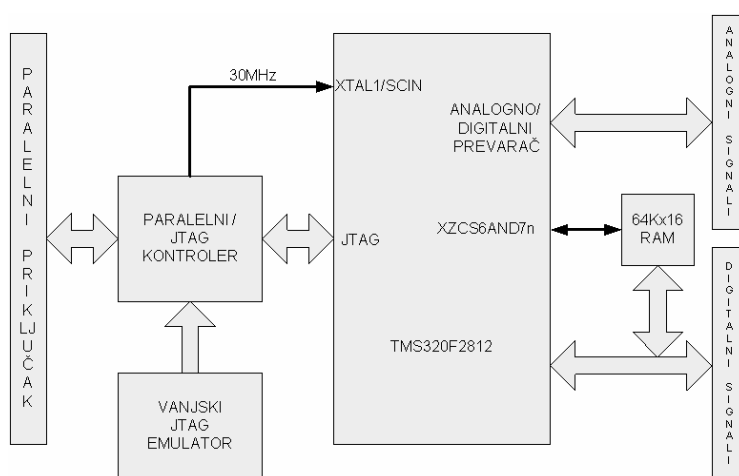 PARALELNI PRIKLJUČAK
30MHz
XTAL1/SCIN
ANALOGNO/
DIGITALNI
PREVARAČ
ANALOGNI SIGNALI
PARALELNI/
JTAG
KONTROLER
JTAG
XZCS6AND7n
64Kx16
RAM
TMS320F2812
DIGITALNI SIGNALI
VANJSKI
JTAG
EMULATOR